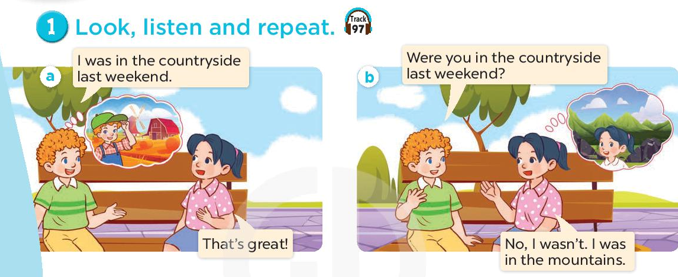 1 Look, listen and repeat. Track 97
a
I was in the countryside
last weekend.
That's great!
b
Were you in the countryside
last weekend?
No, I wasn't. I was
in the mountains.